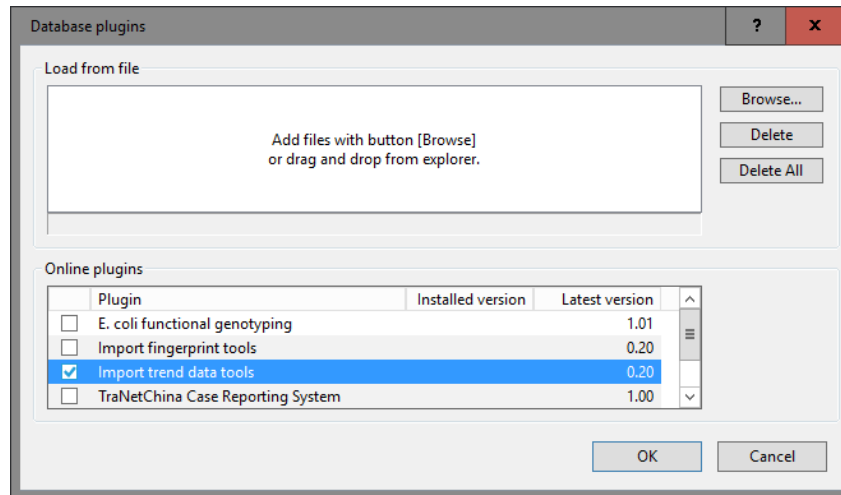 Database plugins
?
x
Load from file
Add files with button [Browse]
or drag and drop from explorer.
Browse...
Delete
Delete All
Online plugins
Plugin Installed version Latest version
E. coli functional genotyping 1.01
Import fingerprint tools 0.20
Import trend data tools 0.20
TraNetChina Case Reporting System 1.00
OK
Cancel